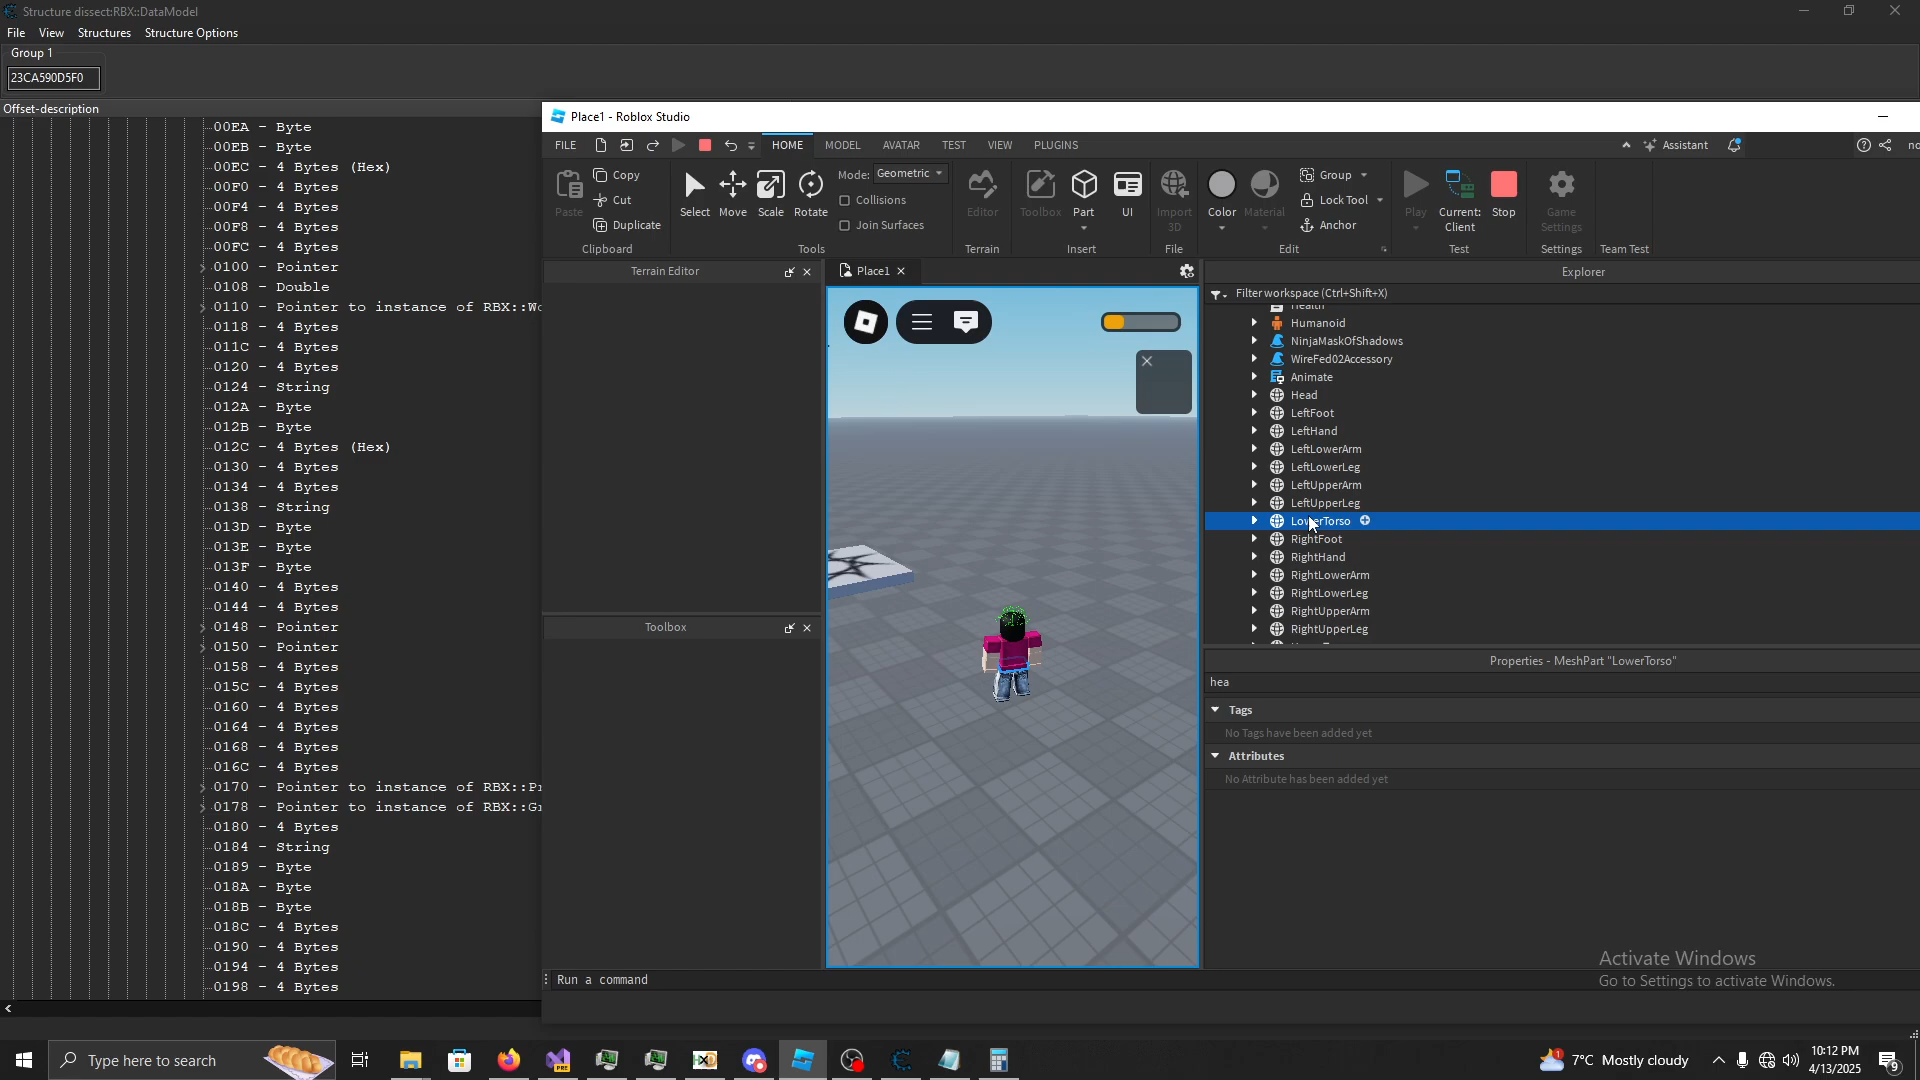 Structure dissect:RBX::DataModel
File View Structures Structure Options
Group 1
23CA590D5F0
Offset-description
00EA - Byte
00EB - Byte
00EC - 4 Bytes (Hex)
00F0 - 4 Bytes
00F4 - 4 Bytes
00F8 - 4 Bytes
00FC - 4 Bytes
0100 - Pointer
0108 - Double
0110 - Pointer to instance of RBX::Wo
0118 - 4 Bytes
011C - 4 Bytes
0120 - 4 Bytes
0124 - String
012A - Byte
012B - Byte
012C - 4 Bytes (Hex)
0130 - 4 Bytes
0134 - 4 Bytes
0138 - String
013D - Byte
013E - Byte
013F - Byte
0140 - 4 Bytes
0144 - 4 Bytes
0148 - Pointer
0150 - Pointer
0158 - 4 Bytes
015C - 4 Bytes
0160 - 4 Bytes
0164 - 4 Bytes
0168 - 4 Bytes
016C - 4 Bytes
0170 - Pointer to instance of RBX::Pr
0178 - Pointer to instance of RBX::Gr
0180 - 4 Bytes
0184 - String
0189 - Byte
018A - Byte
018B - Byte
018C - 4 Bytes
0190 - 4 Bytes
0194 - 4 Bytes
0198 - 4 Bytes
Place1 - Roblox Studio
FILE HOME MODEL AVATAR TEST VIEW PLUGINS Assistant no
Paste Copy Cut Duplicate
Clipboard
Select Move Scale Rotate
Mode: Geometric
Collisions
Join Surfaces
Tools
Editor
Terrain
Toolbox Part UI
Insert
Import 3D
File
Color Material
Group
Lock Tool
Anchor
Edit
Play Current: Client Stop
Test
Game Settings
Settings
Team Test
Terrain Editor
Toolbox
Place1
Explorer
Filter workspace (Ctrl+Shift+X)
Health
Humanoid
NinjaMaskOfShadows
WireFed02Accessory
Animate
Head
LeftFoot
LeftHand
LeftLowerArm
LeftLowerLeg
LeftUpperArm
LeftUpperLeg
LowerTorso
RightFoot
RightHand
RightLowerArm
RightLowerLeg
RightUpperArm
RightUpperLeg
Properties - MeshPart "LowerTorso"
hea
Tags
No Tags have been added yet
Attributes
No Attribute has been added yet
Activate Windows
Go to Settings to activate Windows.
Run a command
Type here to search
PRE
7°C Mostly cloudy
1
10:12 PM
4/13/2025
9